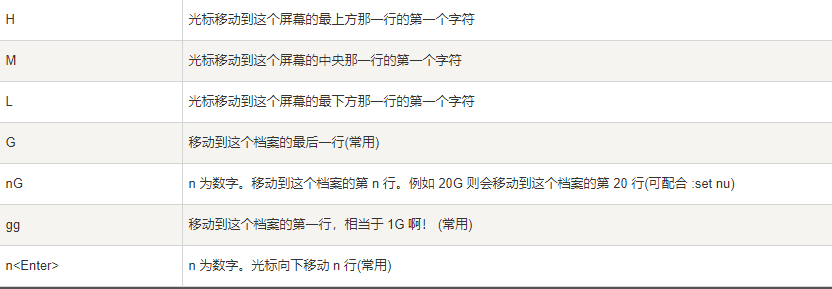 H 光标移动到这个屏幕的最上方那一行的第一个字符
M 光标移动到这个屏幕的中央那一行的第一个字符
L 光标移动到这个屏幕的最下方那一行的第一个字符
G 移动到这个档案的最后一行(常用)
nG n 为数字。移动到这个档案的第 n 行。例如 20G 则会移动到这个档案的第 20 行(可配合 :set nu)
gg 移动到这个档案的第一行，相当于 1G 啊！ (常用)
n<Enter> n 为数字。光标向下移动 n 行(常用)